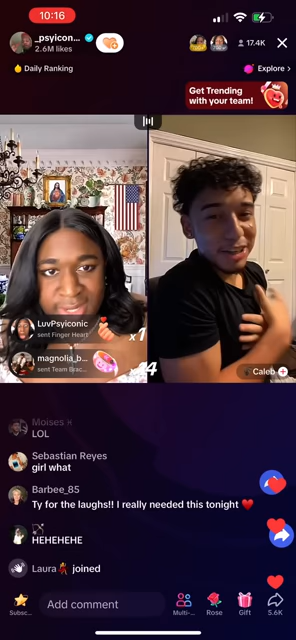 10:16
_psyicon...
2.6M likes
17.4K
Daily Ranking
Explore >
Get Trending
with your team!
LuvPsyiconic
sent Finger Heart
x1
magnolia_b...
sent Team Brac...
Caleb
Moises
LOL
Sebastian Reyes
girl what
Barbee_85
Ty for the laughs!! I really needed this tonight ❤️
HEHEHEHE
Laura💃 joined
Subsc...
Add comment
Multi-...
Rose
Gift
5.6K